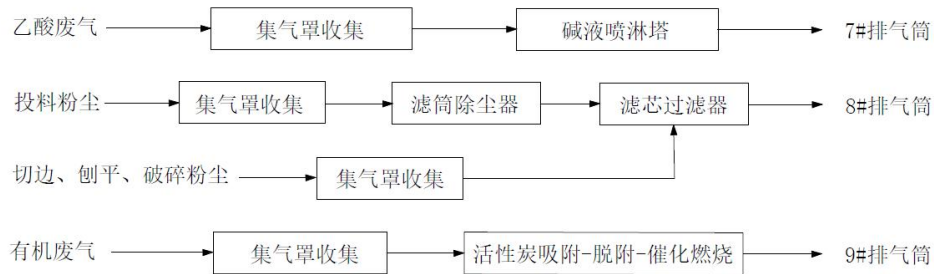 乙酸废气 集气罩收集 碱液喷淋塔 7#排气筒
投料粉尘 集气罩收集 滤筒除尘器 滤芯过滤器 8#排气筒
切边、刨平、破碎粉尘 集气罩收集
有机废气 集气罩收集 活性炭吸附-脱附-催化燃烧 9#排气筒